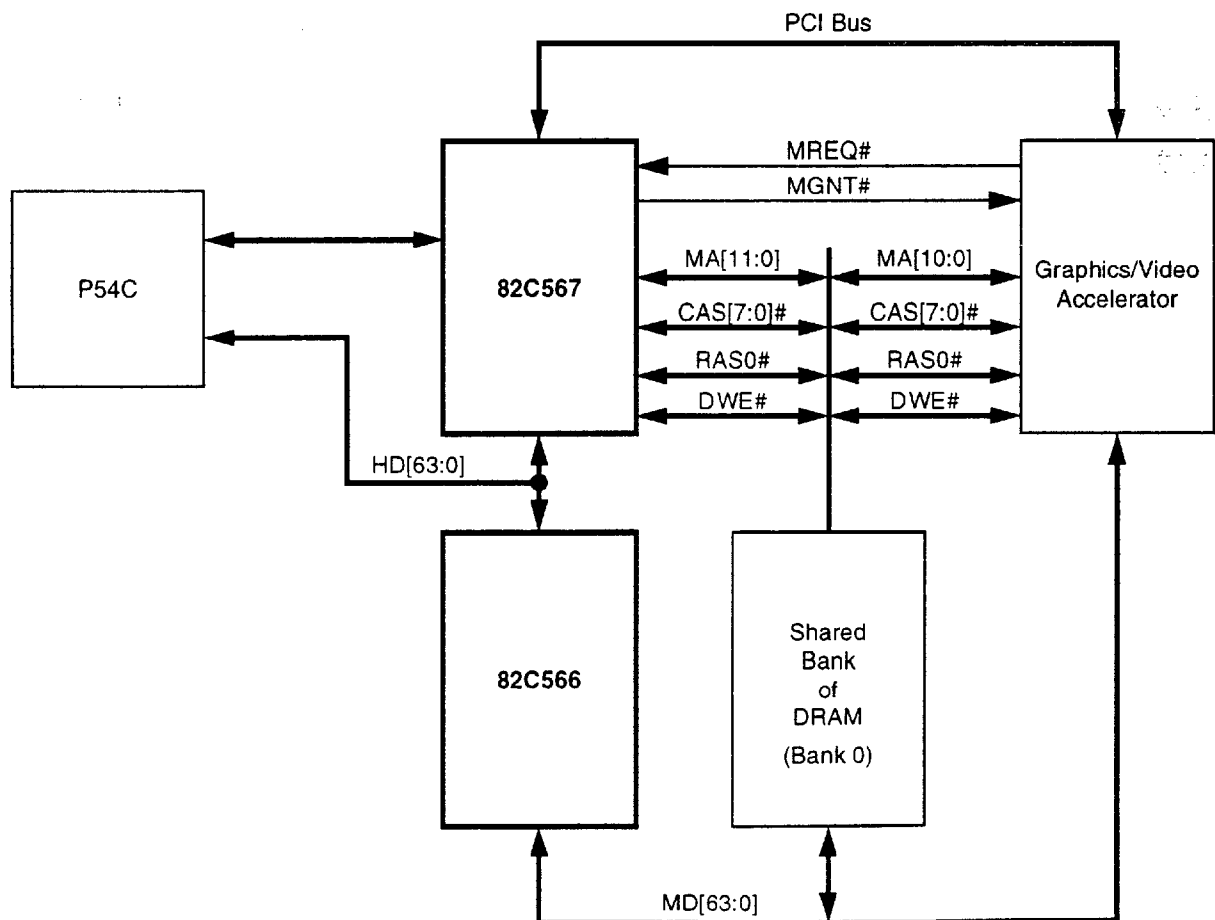 PCI Bus
MREQ#
MGNT#
P54C
82C567
MA[11:0]
MA[10:0]
Graphics/Video
Accelerator
CAS[7:0]#
CAS[7:0]#
RAS0#
RAS0#
DWE#
DWE#
HD[63:0]
82C566
Shared
Bank
of
DRAM
(Bank 0)
MD[63:0]